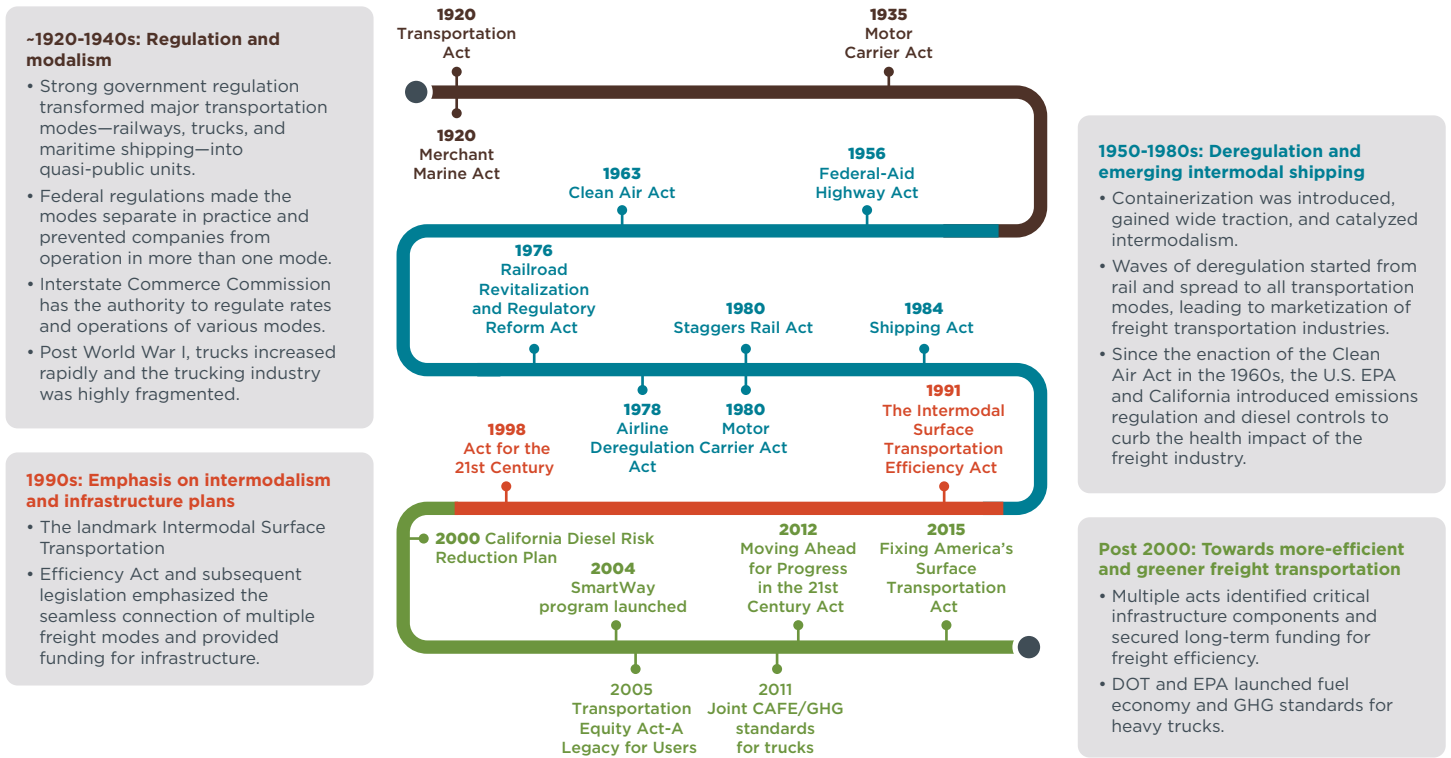 ~1920-1940s: Regulation and
modalism
• Strong government regulation
transformed major transportation
modes—railways, trucks, and
maritime shipping—into
quasi-public units.
• Federal regulations made the
modes separate in practice and
prevented companies from
operation in more than one mode.
• Interstate Commerce Commission
has the authority to regulate rates
and operations of various modes.
• Post World War I, trucks increased
rapidly and the trucking industry
was highly fragmented.
1990s: Emphasis on intermodalism
and infrastructure plans
• The landmark Intermodal Surface
Transportation
• Efficiency Act and subsequent
legislation emphasized the
seamless connection of multiple
freight modes and provided
funding for infrastructure.
1920
Transportation
Act
1935
Motor
Carrier Act
1920
Merchant
Marine Act
1963
Clean Air Act
1956
Federal-Aid
Highway Act
1976
Railroad
Revitalization
and Regulatory
Reform Act
1980
Staggers Rail Act
1984
Shipping Act
1978
Airline
Deregulation
Act
1980
Motor
Carrier Act
1991
The Intermodal
Surface
Transportation
Efficiency Act
1998
Act for the
21st Century
2000 California Diesel Risk
Reduction Plan
2004
SmartWay
program launched
2012
Moving Ahead
for Progress
in the 21st
Century Act
2015
Fixing America's
Surface
Transportation
Act
2005
Transportation
Equity Act-A
Legacy for Users
2011
Joint CAFE/GHG
standards
for trucks
1950-1980s: Deregulation and
emerging intermodal shipping
• Containerization was introduced,
gained wide traction, and catalyzed
intermodalism.
• Waves of deregulation started from
rail and spread to all transportation
modes, leading to marketization of
freight transportation industries.
• Since the enaction of the Clean
Air Act in the 1960s, the U.S. EPA
and California introduced emissions
regulation and diesel controls to
curb the health impact of the
freight industry.
Post 2000: Towards more-efficient
and greener freight transportation
• Multiple acts identified critical
infrastructure components and
secured long-term funding for
freight efficiency.
• DOT and EPA launched fuel
economy and GHG standards for
heavy trucks.